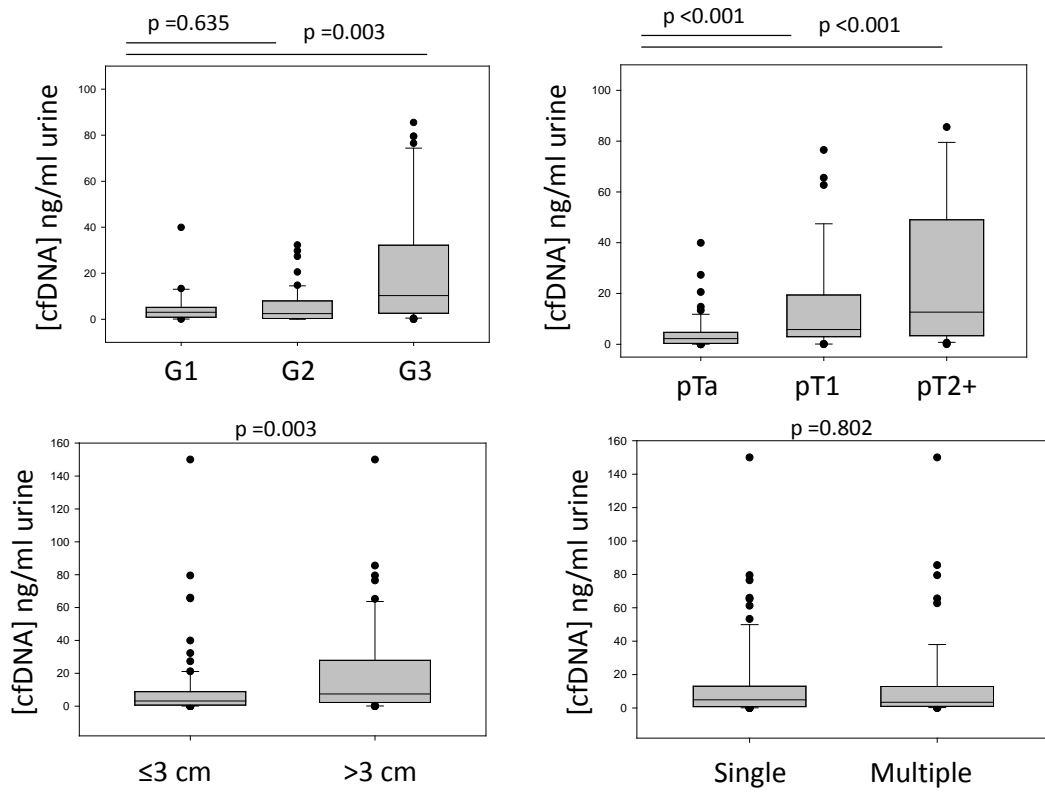 p =0.635
p =0.003
[cfDNA] ng/ml urine
100
80
60
40
20
0
G1
G2
G3
p <0.001
p <0.001
[cfDNA] ng/ml urine
100
80
60
40
20
0
pTa
pT1
pT2+
p =0.003
[cfDNA] ng/ml urine
160
140
120
100
80
60
40
20
0
≤3 cm
>3 cm
p =0.802
[cfDNA] ng/ml urine
160
140
120
100
80
60
40
20
0
Single
Multiple